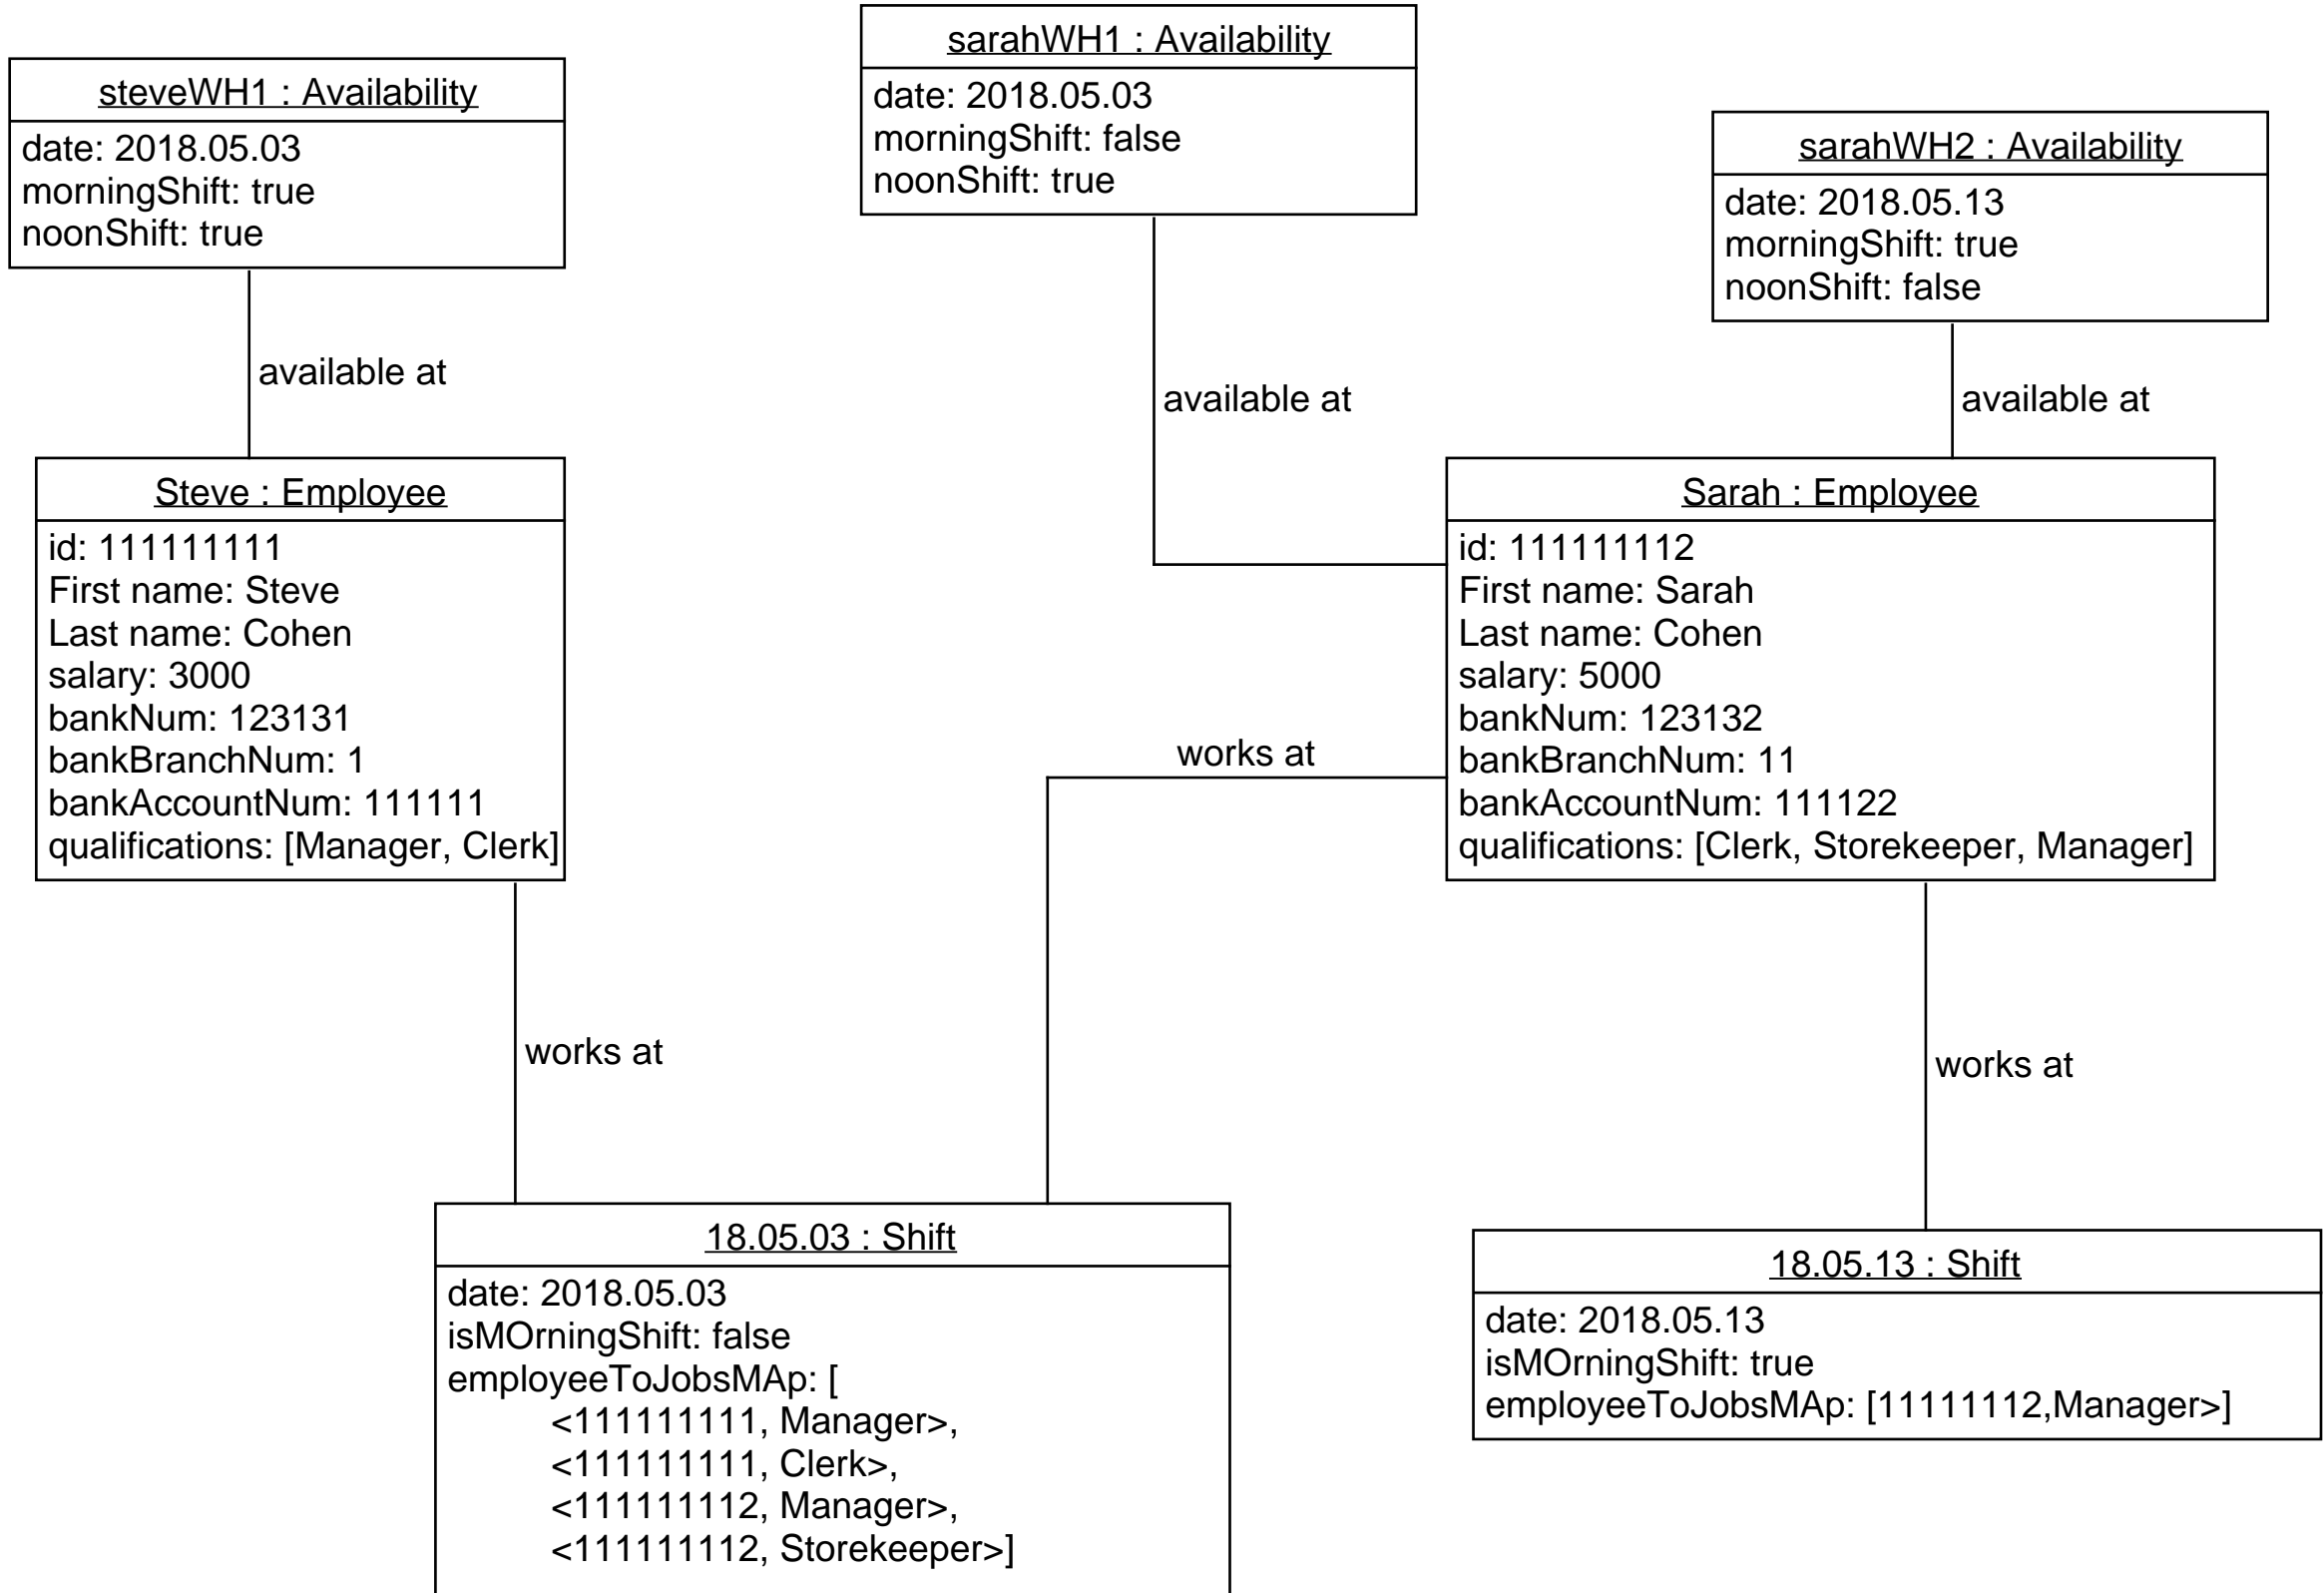 steveWH1 : Availability
date: 2018.05.03
morningShift: true
noonShift: true
sarahWH1 : Availability
date: 2018.05.03
morningShift: false
noonShift: true
sarahWH2 : Availability
date: 2018.05.13
morningShift: true
noonShift: false
available at
available at
available at
Steve : Employee
id: 111111111
First name: Steve
Last name: Cohen
salary: 3000
bankNum: 123131
bankBranchNum: 1
bankAccountNum: 111111
qualifications: [Manager, Clerk]
Sarah : Employee
id: 111111112
First name: Sarah
Last name: Cohen
salary: 5000
bankNum: 123132
bankBranchNum: 11
bankAccountNum: 111122
qualifications: [Clerk, Storekeeper, Manager]
works at
works at
works at
18.05.03 : Shift
date: 2018.05.03
isMOrningShift: false
employeeToJobsMAp: [
<111111111, Manager>,
<111111111, Clerk>,
<111111112, Manager>,
<111111112, Storekeeper>]
18.05.13 : Shift
date: 2018.05.13
isMOrningShift: true
employeeToJobsMAp: [11111112,Manager>]